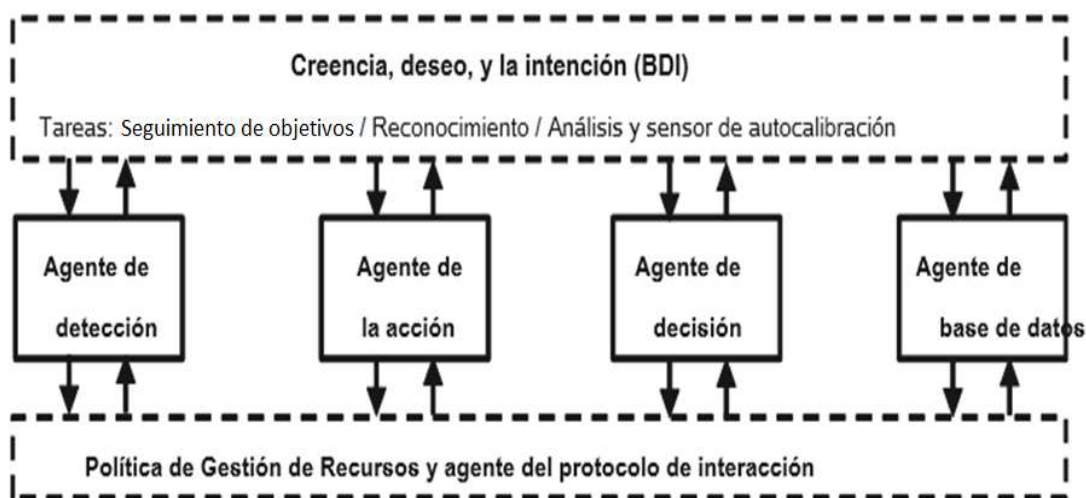 Creencia, deseo, y la intención (BDI)
Tareas: Seguimiento de objetivos / Reconocimiento / Análisis y sensor de autocalibración
Agente de
detección
Agente de
la acción
Agente de
decisión
Agente de
base de datos
Política de Gestión de Recursos y agente del protocolo de interacción